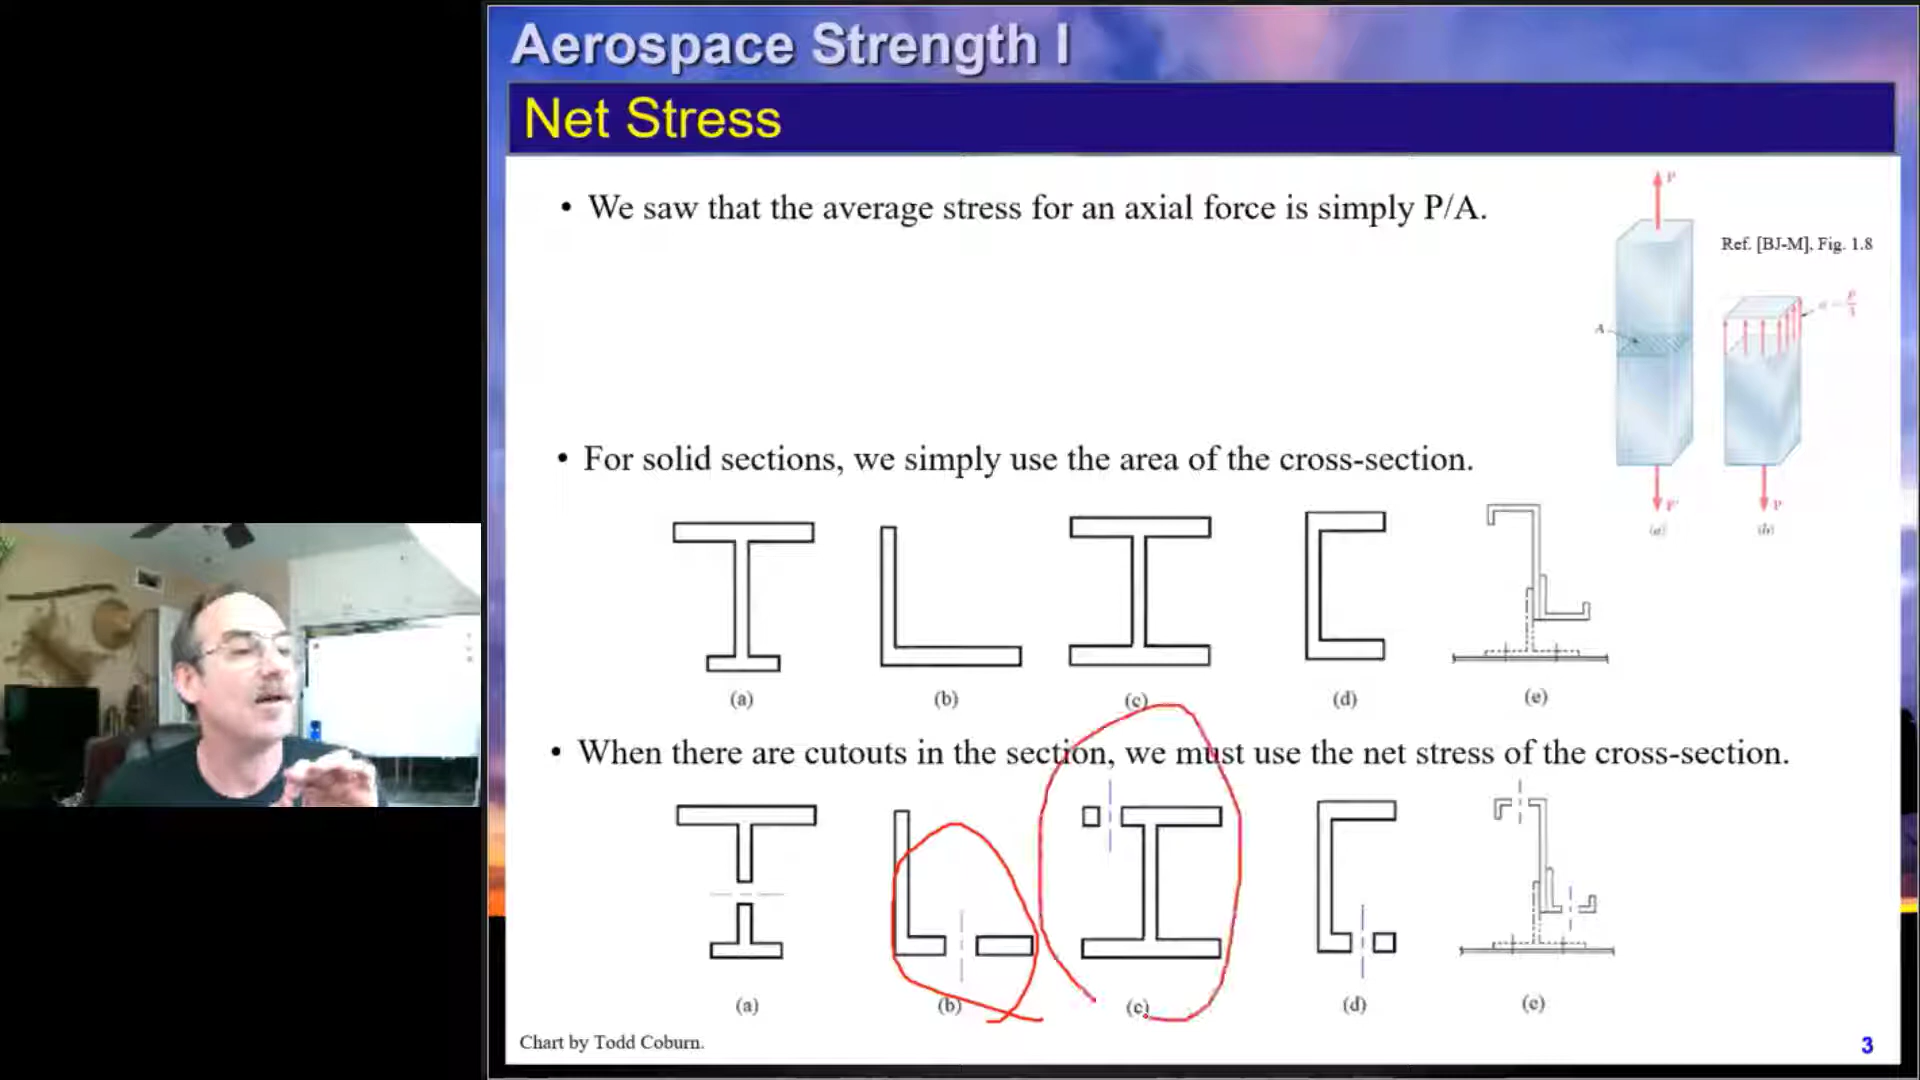 Aerospace Strength I
Net Stress
• We saw that the average stress for an axial force is simply P/A.
P
Ref. [BJ-M], Fig. 1.8
A
P'
P'
(a)
(b)
• For solid sections, we simply use the area of the cross-section.
(a)
(b)
(c)
(d)
(e)
• When there are cutouts in the section, we must use the net stress of the cross-section.
(a)
(b)
(c)
(d)
(e)
Chart by Todd Coburn.
3